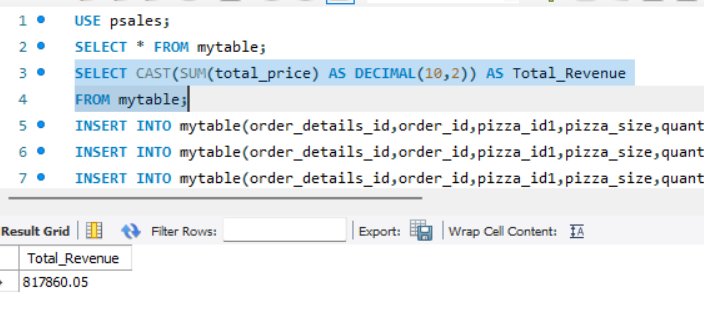 1 USE psales;
2 SELECT * FROM mytable;
3 SELECT CAST(SUM(total_price) AS DECIMAL(10,2)) AS Total_Revenue
4 FROM mytable;
5 INSERT INTO mytable(order_details_id,order_id,pizza_id1,pizza_size,quant
6 INSERT INTO mytable(order_details_id,order_id,pizza_id1,pizza_size,quant
7 INSERT INTO mytable(order_details_id,order_id,pizza_id1,pizza_size,quant
Result Grid Filter Rows: Export: Wrap Cell Content: IA
Total_Revenue
817860.05